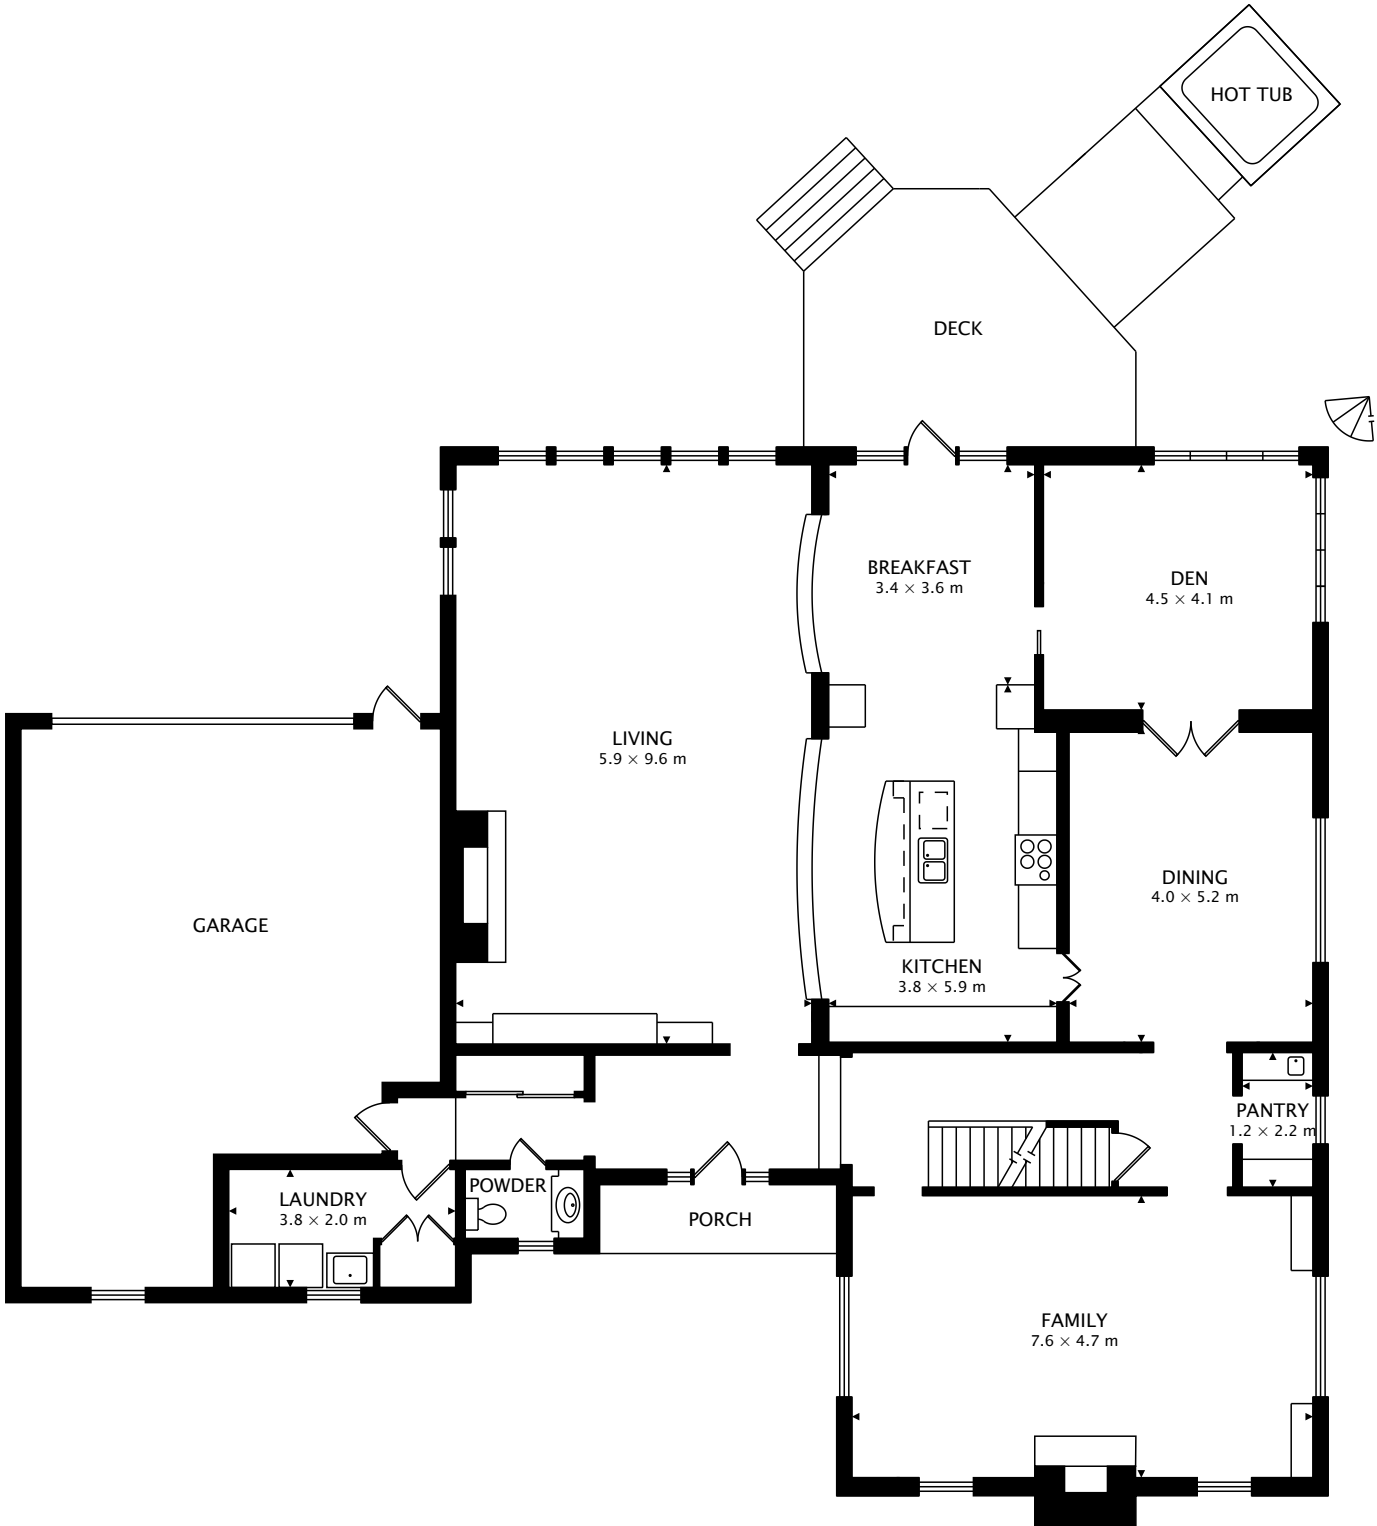 HOT TUB
DECK
BREAKFAST
3.4 × 3.6 m
DEN
4.5 × 4.1 m
LIVING
5.9 × 9.6 m
GARAGE
DINING
4.0 × 5.2 m
KITCHEN
3.8 × 5.9 m
PANTRY
1.2 × 2.2 m
POWDER
LAUNDRY
3.8 × 2.0 m
PORCH
FAMILY
7.6 × 4.7 m